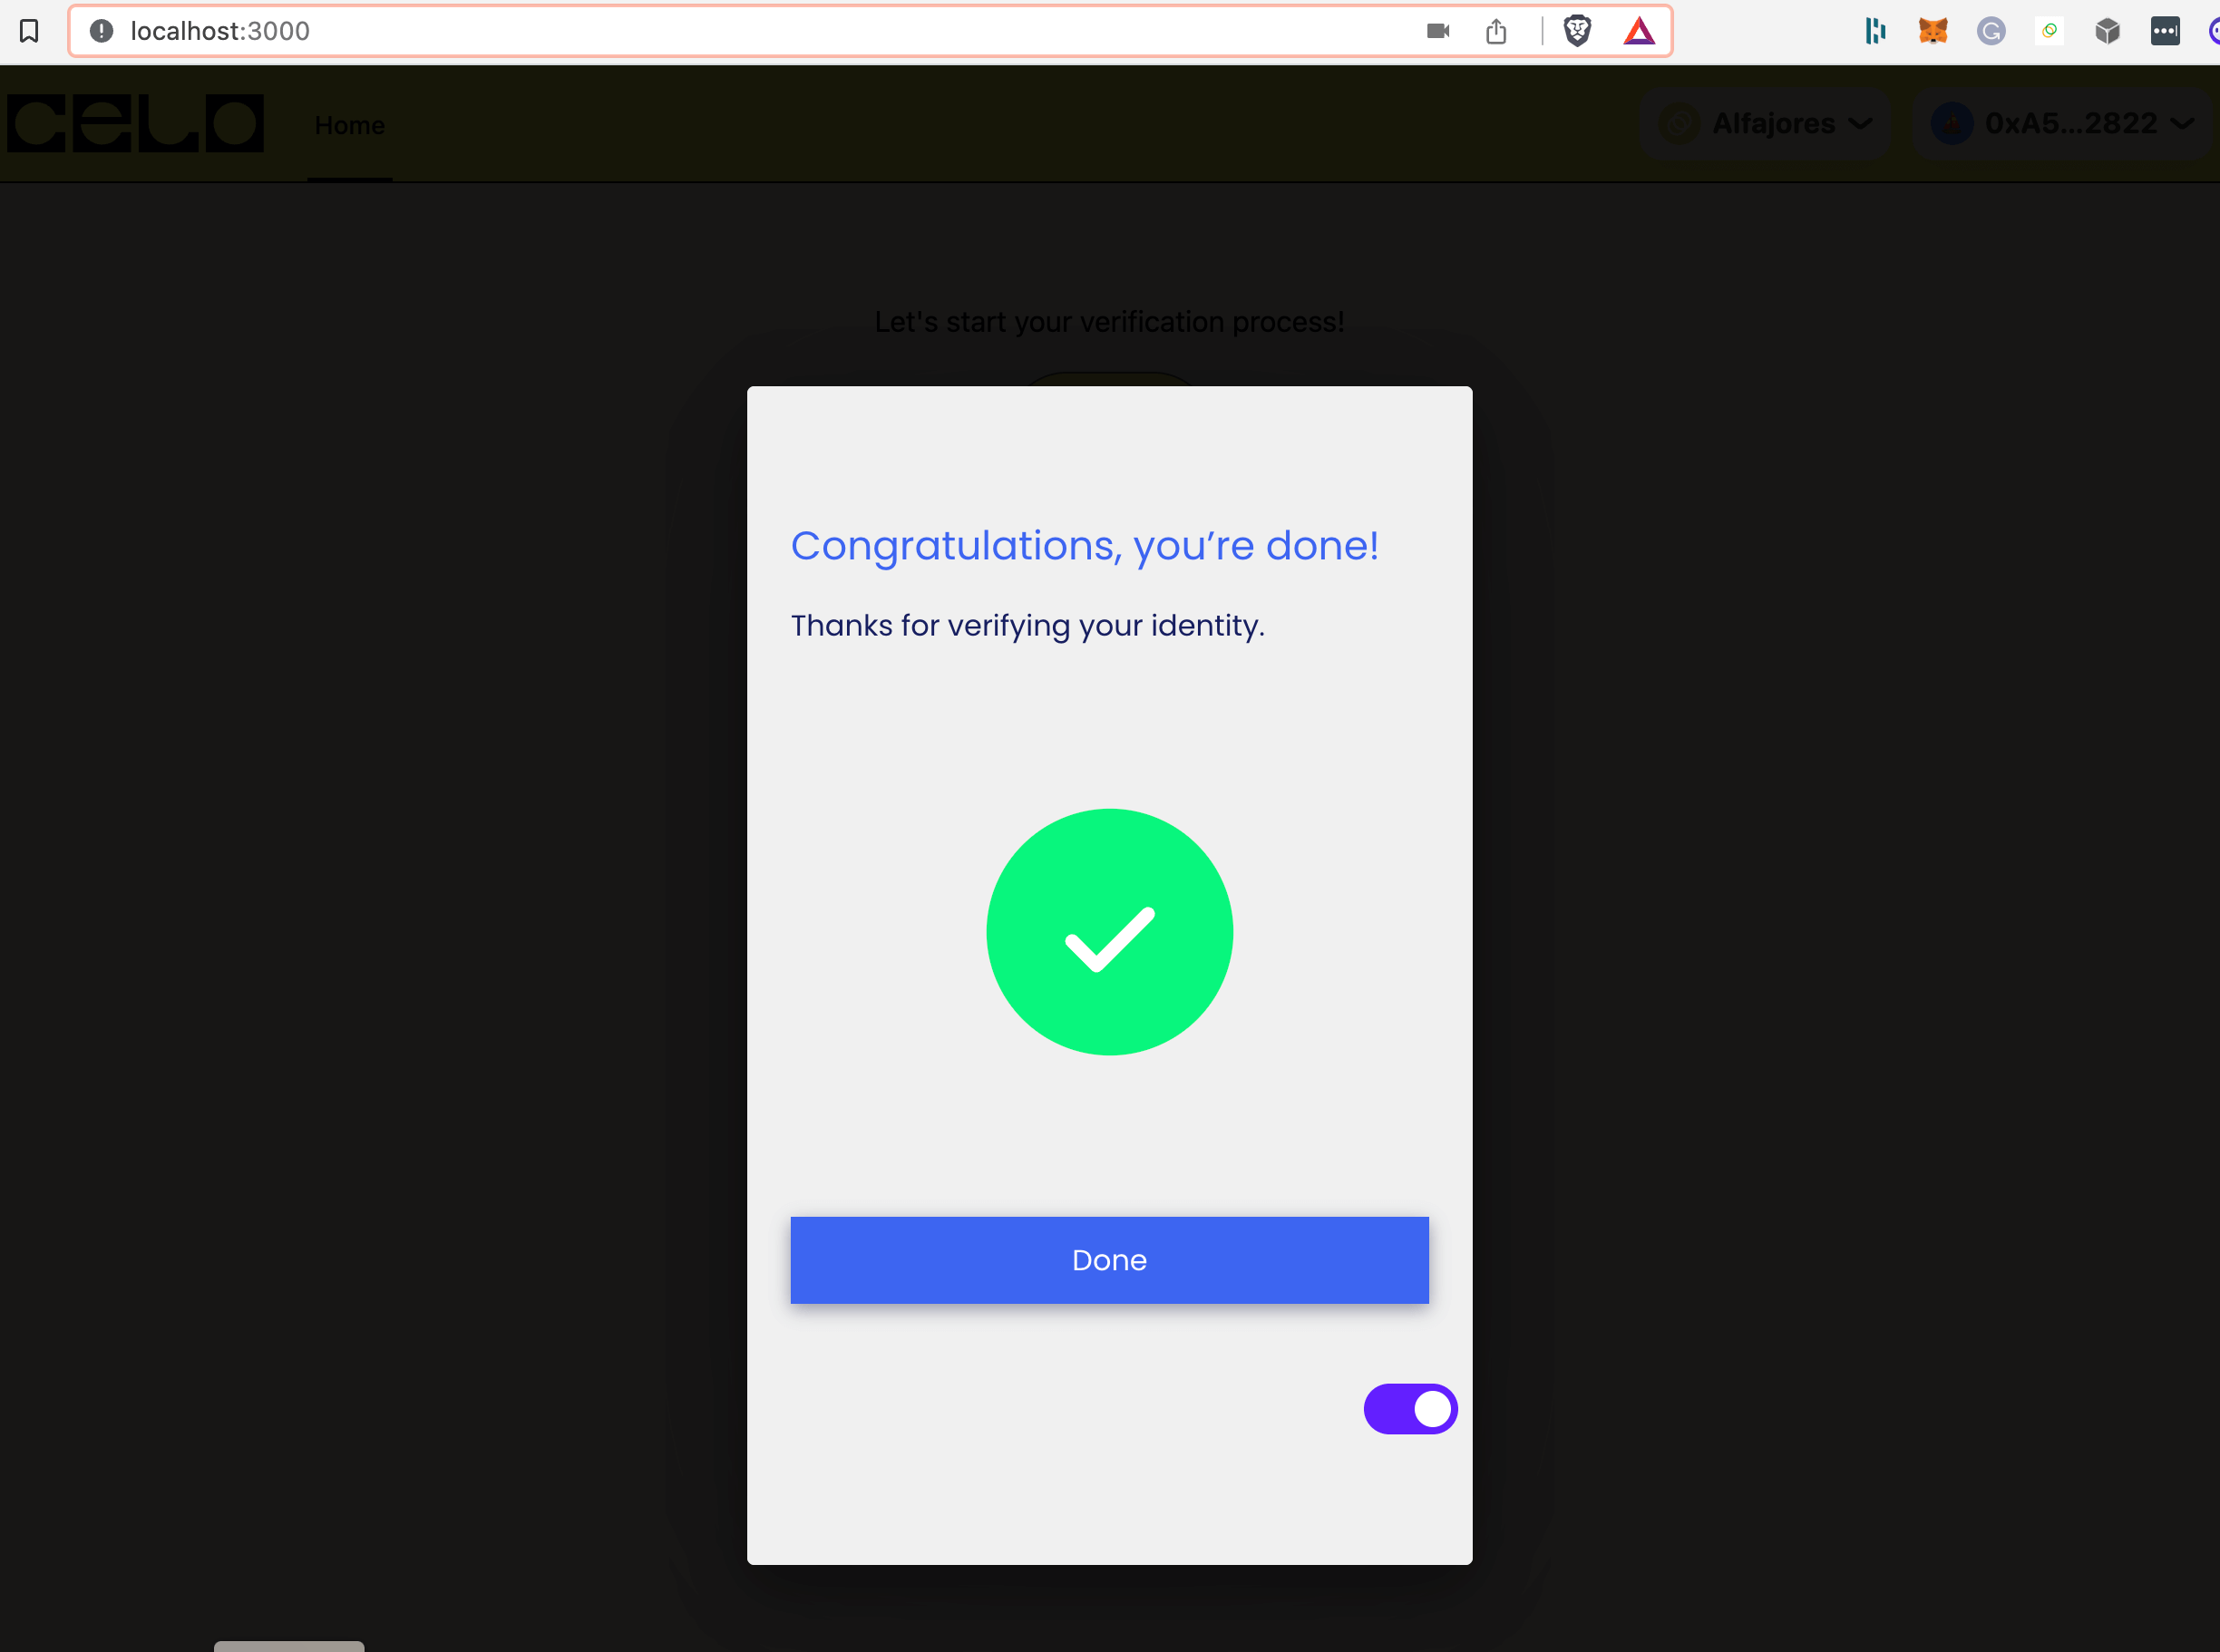 localhost:3000
CELO
Home
Alfajores
0xA5...2822
Let's start your verification process!
Congratulations, you’re done!
Thanks for verifying your identity.
Done